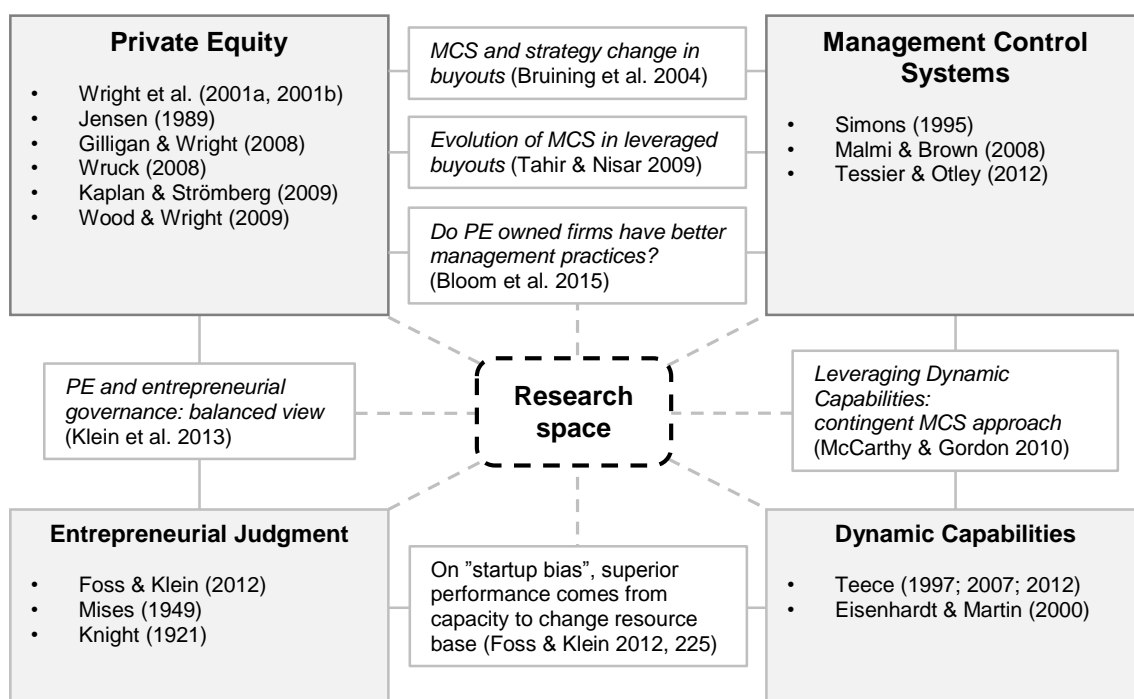 Private Equity
• Wright et al. (2001a, 2001b)
• Jensen (1989)
• Gilligan & Wright (2008)
• Wruck (2008)
• Kaplan & Strömberg (2009)
• Wood & Wright (2009)
MCS and strategy change in
buyouts (Bruining et al. 2004)
Evolution of MCS in leveraged
buyouts (Tahir & Nisar 2009)
Do PE owned firms have better
management practices?
(Bloom et al. 2015)
Management Control
Systems
• Simons (1995)
• Malmi & Brown (2008)
• Tessier & Otley (2012)
PE and entrepreneurial
governance: balanced view
(Klein et al. 2013)
Research
space
Leveraging Dynamic
Capabilities:
contingent MCS approach
(McCarthy & Gordon 2010)
Entrepreneurial Judgment
• Foss & Klein (2012)
• Mises (1949)
• Knight (1921)
On ”startup bias”, superior
performance comes from
capacity to change resource
base (Foss & Klein 2012, 225)
Dynamic Capabilities
• Teece (1997; 2007; 2012)
• Eisenhardt & Martin (2000)